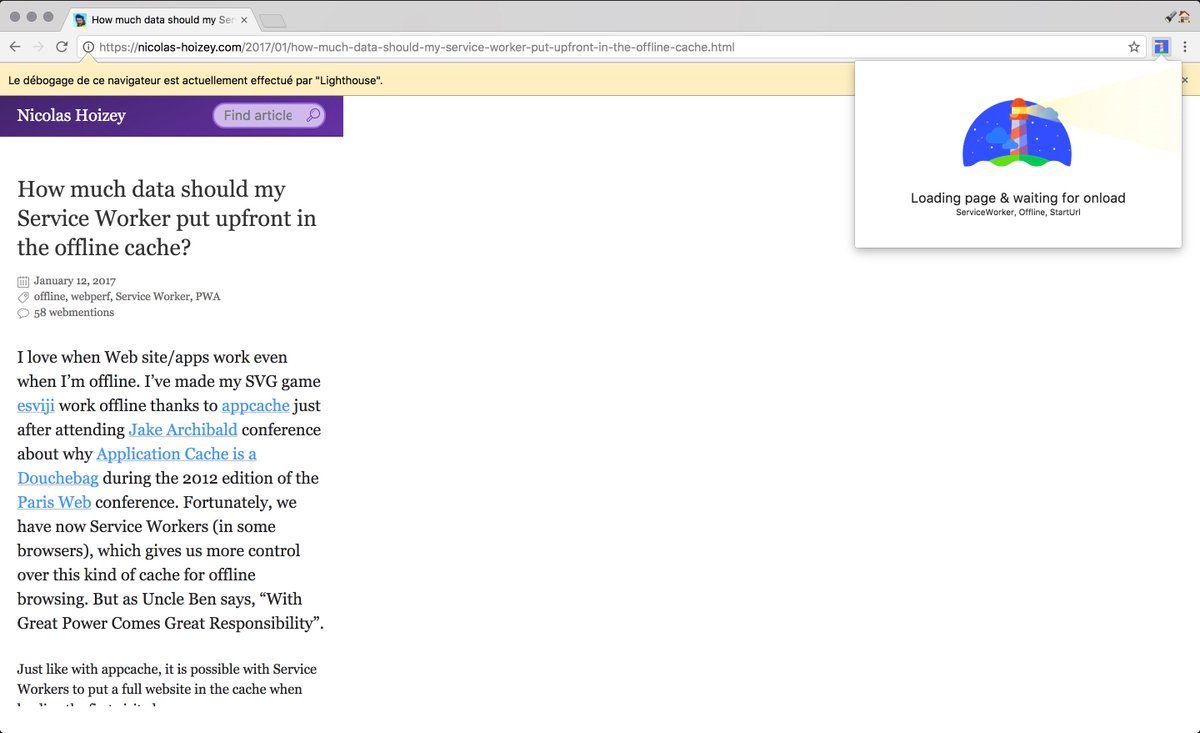 How much data should my Ser
https://nicolas-hoizey.com/2017/01/how-much-data-should-my-service-worker-put-upfront-in-the-offline-cache.html
Le débogage de ce navigateur est actuellement effectué par "Lighthouse".
Nicolas Hoizey
Find article
Loading page & waiting for onload
ServiceWorker, Offline, StartUrl
How much data should my
Service Worker put upfront in
the offline cache?
January 12, 2017
offline, webperf, Service Worker, PWA
58 webmentions
I love when Web site/apps work even
when I’m offline. I’ve made my SVG game
esviji work offline thanks to appcache just
after attending Jake Archibald conference
about why Application Cache is a
Douchebag during the 2012 edition of the
Paris Web conference. Fortunately, we
have now Service Workers (in some
browsers), which gives us more control
over this kind of cache for offline
browsing. But as Uncle Ben says, “With
Great Power Comes Great Responsibility”.
Just like with appcache, it is possible with Service
Workers to put a full website in the cache when